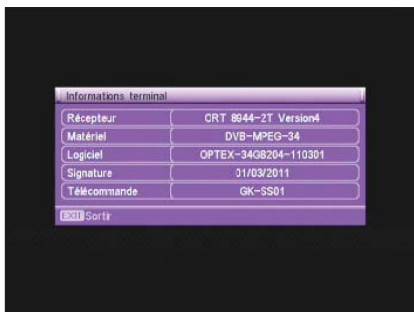 Informations terminal
Récepteur CRT 8944-2T Version4
Matériel DVB-MPEG-34
Logiciel OPTEX-34GB204-110301
Signature 01/03/2011
Télécommande GK-SS01
EXIT Sortir